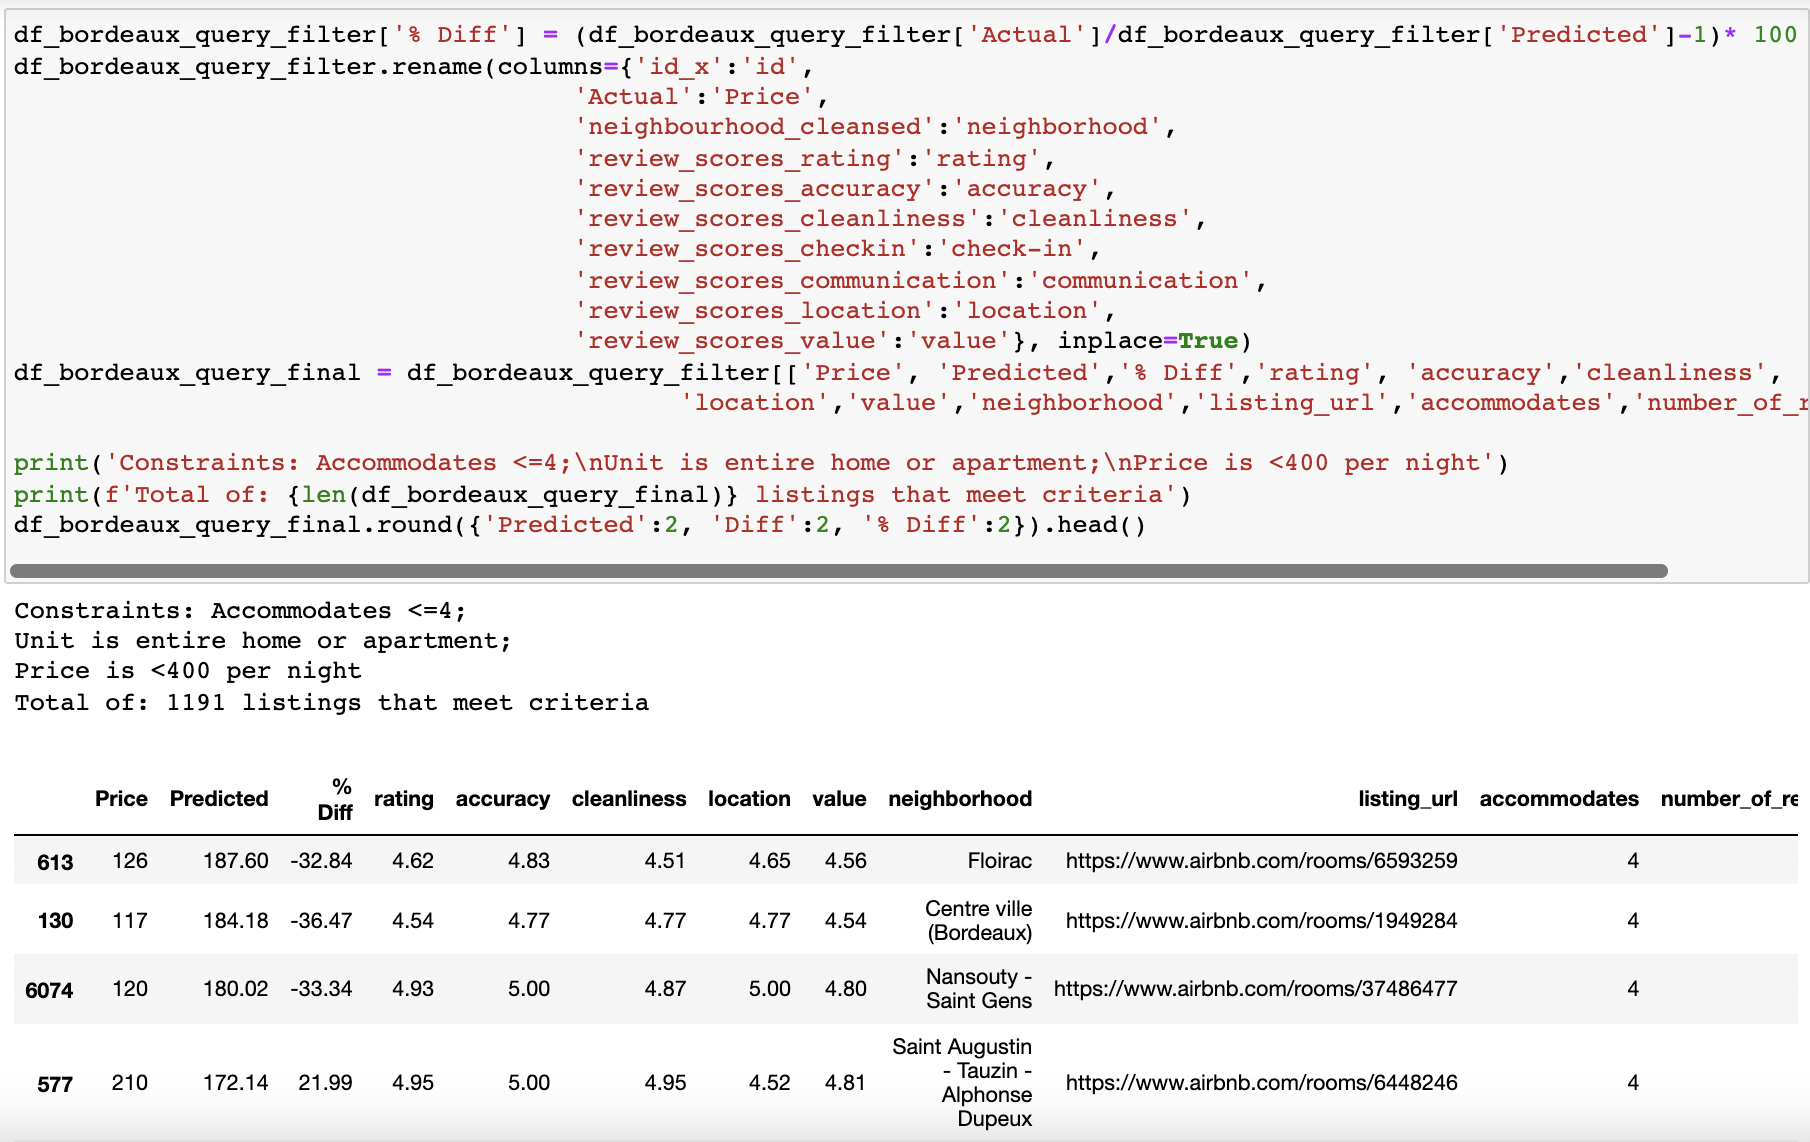 df_bordeaux_query_filter['% Diff'] = (df_bordeaux_query_filter['Actual']/df_bordeaux_query_filter['Predicted']-1)* 100
df_bordeaux_query_filter.rename(columns={'id_x':'id',
'Actual':'Price',
'neighbourhood_cleansed':'neighborhood',
'review_scores_rating':'rating',
'review_scores_accuracy':'accuracy',
'review_scores_cleanliness':'cleanliness',
'review_scores_checkin':'check-in',
'review_scores_communication':'communication',
'review_scores_location':'location',
'review_scores_value':'value'}, inplace=True)
df_bordeaux_query_final = df_bordeaux_query_filter[['Price', 'Predicted','% Diff','rating', 'accuracy','cleanliness',
'location','value','neighborhood','listing_url','accommodates','number_of_r
print('Constraints: Accommodates <=4;\nUnit is entire home or apartment;\nPrice is <400 per night')
print(f'Total of: {len(df_bordeaux_query_final)} listings that meet criteria')
df_bordeaux_query_final.round({'Predicted':2, 'Diff':2, '% Diff':2}).head()
Constraints: Accommodates <=4;
Unit is entire home or apartment;
Price is <400 per night
Total of: 1191 listings that meet criteria
Price Predicted % Diff rating accuracy cleanliness location value neighborhood listing_url accommodates number_of_re
613 126 187.60 -32.84 4.62 4.83 4.51 4.65 4.56 Floirac https://www.airbnb.com/rooms/6593259 4
130 117 184.18 -36.47 4.54 4.77 4.77 4.77 4.54 Centre ville (Bordeaux) https://www.airbnb.com/rooms/1949284 4
6074 120 180.02 -33.34 4.93 5.00 4.87 5.00 4.80 Nansouty - Saint Gens https://www.airbnb.com/rooms/37486477 4
577 210 172.14 21.99 4.95 5.00 4.95 4.52 4.81 Saint Augustin - Tauzin - Alphonse Dupeux https://www.airbnb.com/rooms/6448246 4